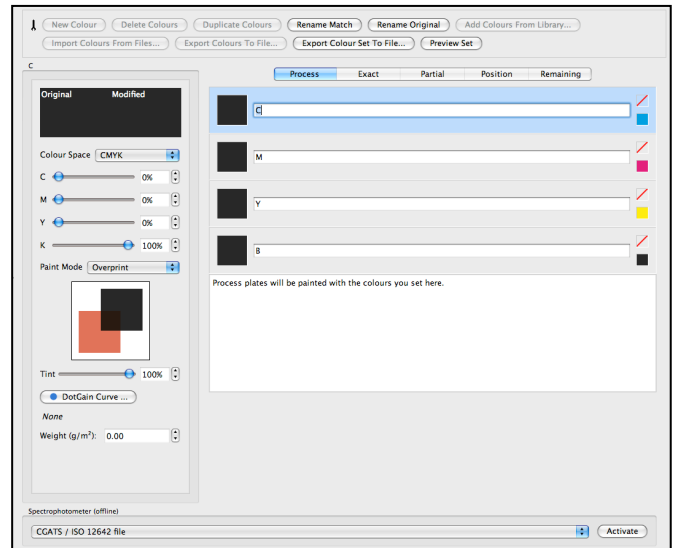 New Colour Delete Colours Duplicate Colours Rename Match Rename Original Add Colours From Library...
Import Colours From Files... Export Colours To File... Export Colour Set To File... Preview Set
C
Process Exact Partial Position Remaining
Original Modified
C
Colour Space CMYK
M
C 0%
M 0%
Y
Y 0%
K 100%
B
Paint Mode Overprint
Process plates will be painted with the colours you set here.
Tint 100%
DotGain Curve ...
None
Weight (g/m²): 0.00
Spectrophotometer (offline)
CGATS / ISO 12642 file Activate